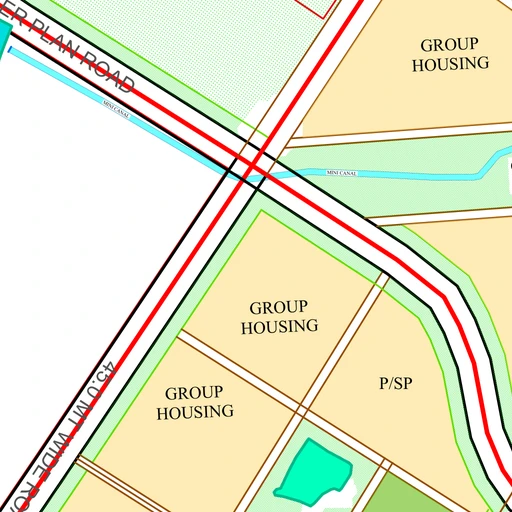 ER PLAN ROAD
GROUP
HOUSING
MINI CANAL
MINI CANAL
GROUP
HOUSING
GROUP
HOUSING
P/SP
45.0 MT WIDE RO